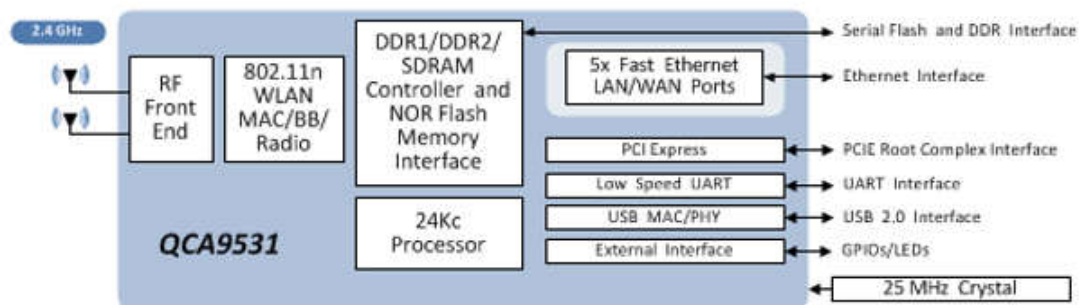 2.4 GHz
RF
Front
End
802.11n
WLAN
MAC/BB/
Radio
DDR1/DDR2/
SDRAM
Controller and
NOR Flash
Memory
Interface
24Kc
Processor
QCA9531
5x Fast Ethernet
LAN/WAN Ports
PCI Express
Low Speed UART
USB MAC/PHY
External Interface
Serial Flash and DDR Interface
Ethernet Interface
PCIE Root Complex Interface
UART Interface
USB 2.0 Interface
GPIOs/LEDs
25 MHz Crystal